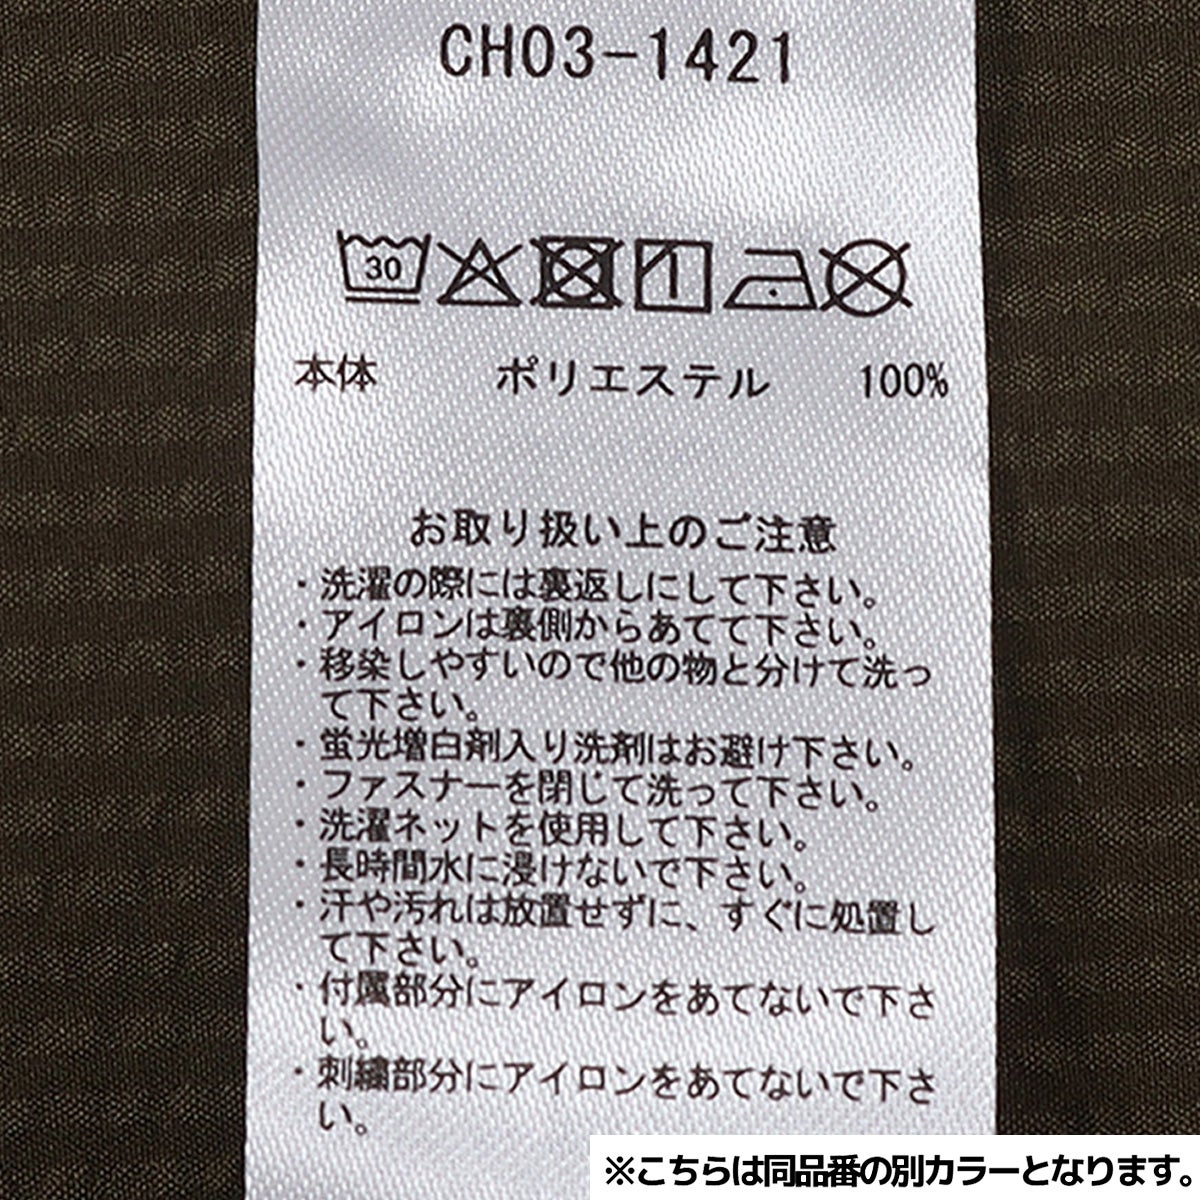 CH03-1421
30
本体 ポリエステル 100%
お取り扱い上のご注意
・洗濯の際には裏返しにして下さい。
・アイロンは裏側からあてて下さい。
・移染しやすいので他の物と分けて洗っ
て下さい。
・蛍光増白剤入り洗剤はお避け下さい。
・ファスナーを閉じて洗って下さい。
・洗濯ネットを使用して下さい。
・長時間水に浸けないで下さい。
・汗や汚れは放置せずに、すぐに処置し
て下さい。
・付属部分にアイロンをあてないで下さ
い。
・刺繍部分にアイロンをあてないで下さ
い。
※こちらは同品番の別カラーとなります。